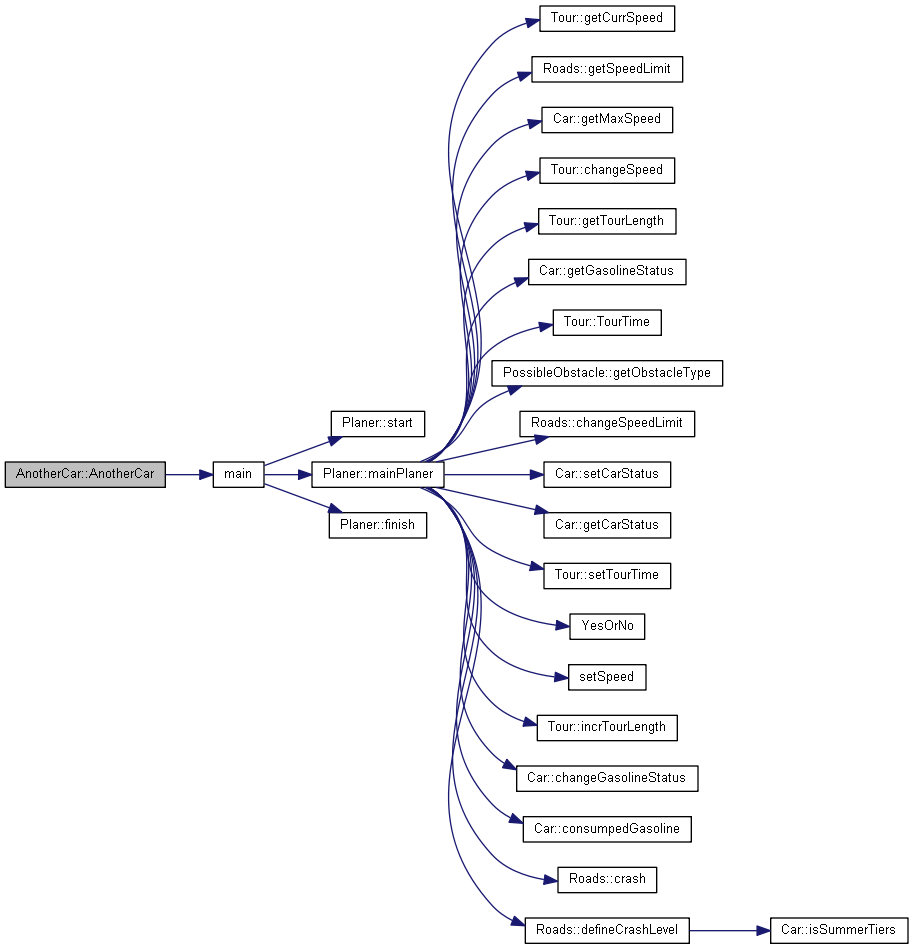 Tour::getCurrSpeed
Roads::getSpeedLimit
Car::getMaxSpeed
Tour::changeSpeed
Tour::getTourLength
Car::getGasolineStatus
Tour::TourTime
PossibleObstacle::getObstacleType
Planer::start
Roads::changeSpeedLimit
AnotherCar::AnotherCar
main
Planer::mainPlaner
Car::setCarStatus
Planer::finish
Car::getCarStatus
Tour::setTourTime
YesOrNo
setSpeed
Tour::incrTourLength
Car::changeGasolineStatus
Car::consumpedGasoline
Roads::crash
Roads::defineCrashLevel
Car::isSummerTiers